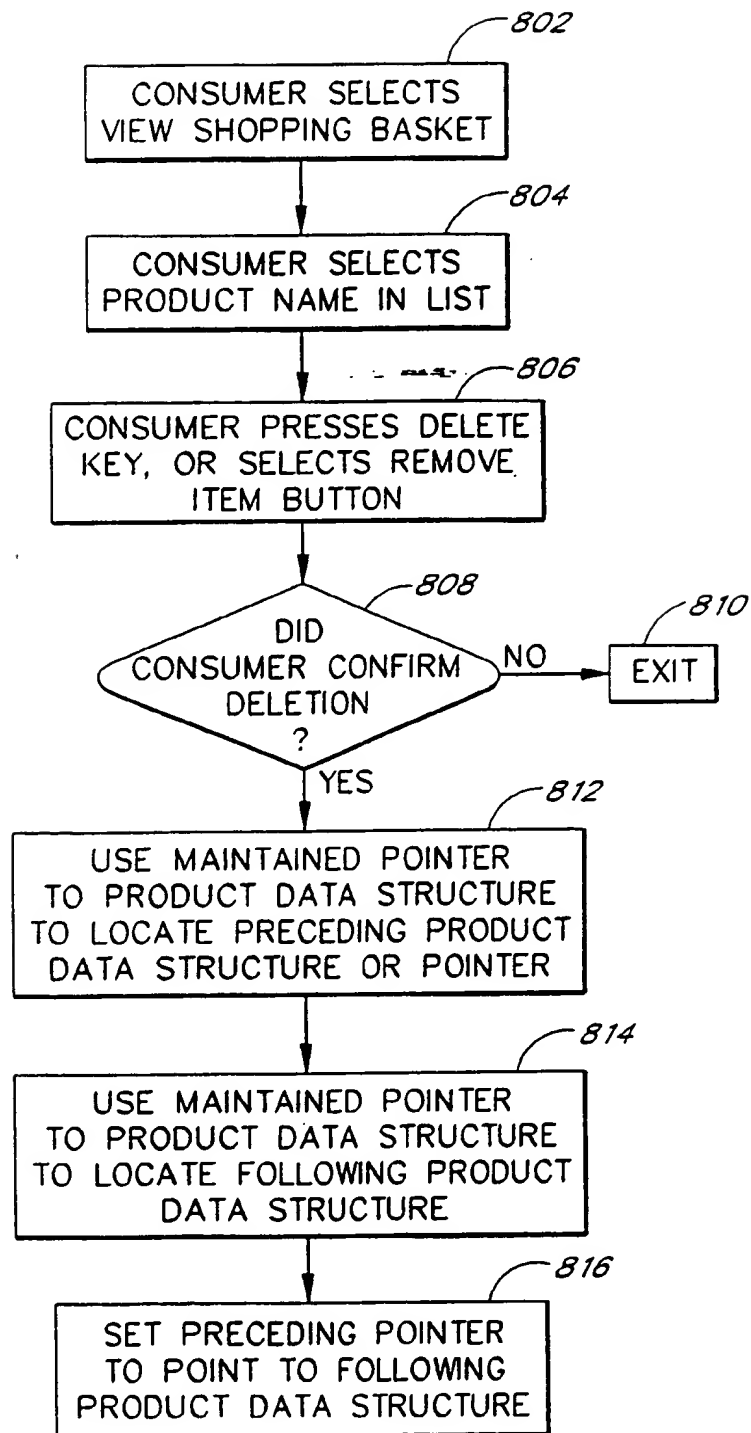 802
CONSUMER SELECTS
VIEW SHOPPING BASKET
804
CONSUMER SELECTS
PRODUCT NAME IN LIST
806
CONSUMER PRESSES DELETE
KEY, OR SELECTS REMOVE
ITEM BUTTON
808
DID
CONSUMER CONFIRM
DELETION
?
NO
810
EXIT
YES
812
USE MAINTAINED POINTER
TO PRODUCT DATA STRUCTURE
TO LOCATE PRECEDING PRODUCT
DATA STRUCTURE OR POINTER
814
USE MAINTAINED POINTER
TO PRODUCT DATA STRUCTURE
TO LOCATE FOLLOWING PRODUCT
DATA STRUCTURE
816
SET PRECEDING POINTER
TO POINT TO FOLLOWING
PRODUCT DATA STRUCTURE